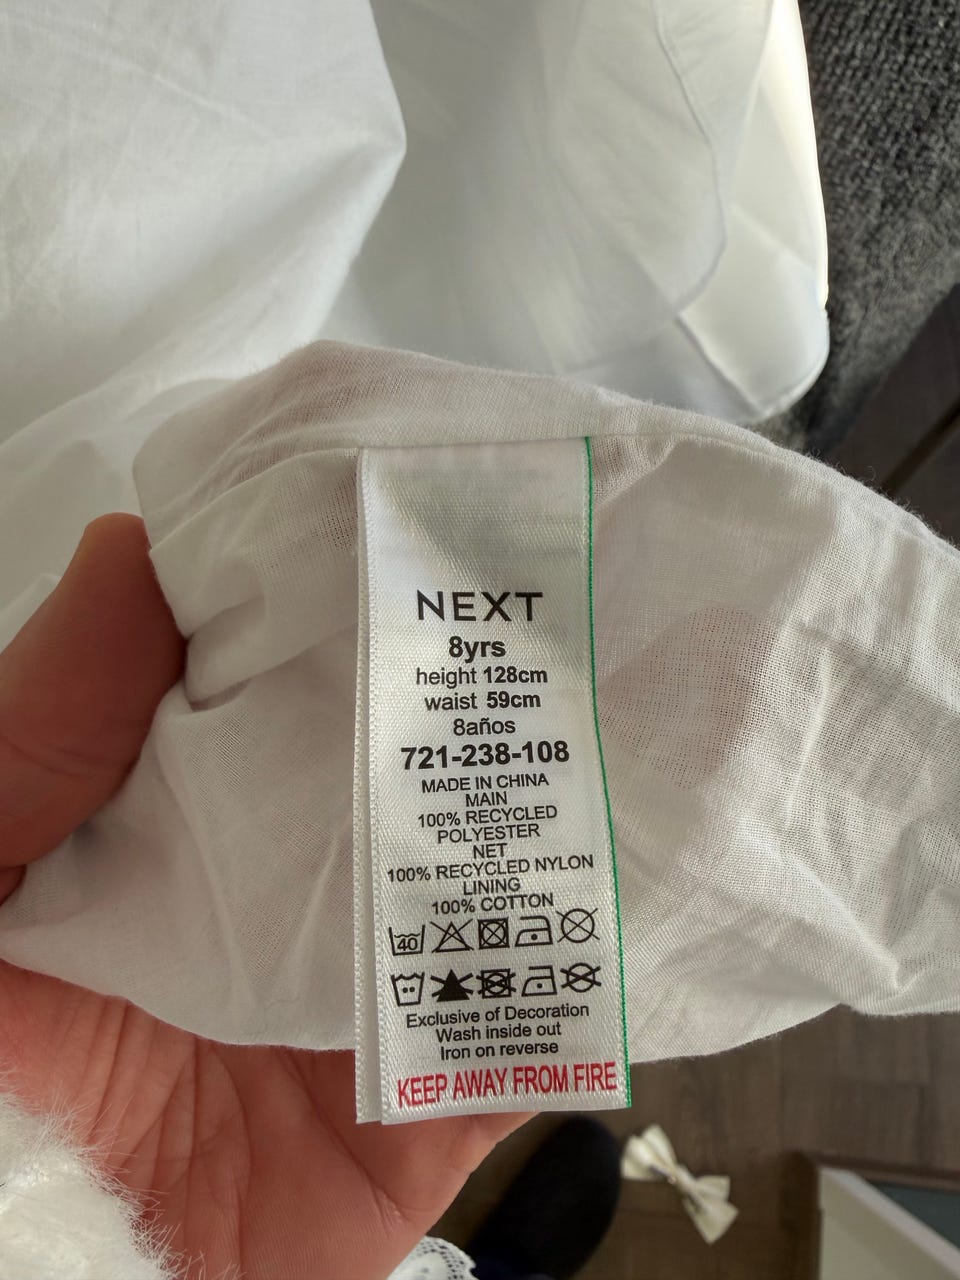 NEXT
8yrs
height 128cm
waist 59cm
8años
721-238-108
MADE IN CHINA
MAIN
100% RECYCLED
POLYESTER
NET
100% RECYCLED NYLON
LINING
100% COTTON
40
Exclusive of Decoration
Wash inside out
Iron on reverse
KEEP AWAY FROM FIRE